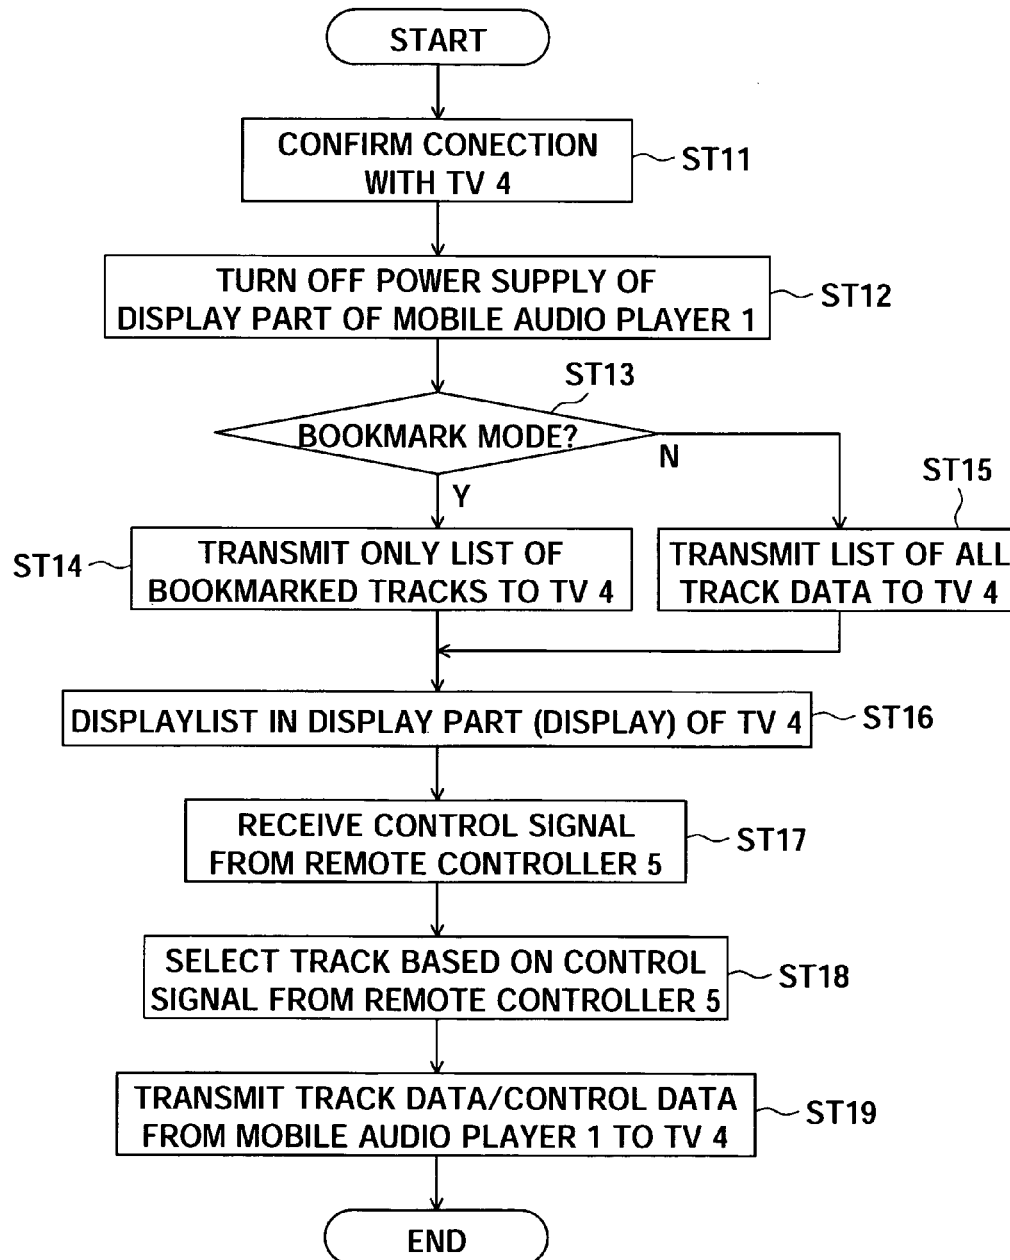 START
CONFIRM CONECTION
WITH TV 4
ST11
TURN OFF POWER SUPPLY OF
DISPLAY PART OF MOBILE AUDIO PLAYER 1
ST12
ST13
BOOKMARK MODE?
N
Y
ST15
ST14
TRANSMIT ONLY LIST OF
BOOKMARKED TRACKS TO TV 4
TRANSMIT LIST OF ALL
TRACK DATA TO TV 4
DISPLAYLIST IN DISPLAY PART (DISPLAY) OF TV 4
ST16
RECEIVE CONTROL SIGNAL
FROM REMOTE CONTROLLER 5
ST17
SELECT TRACK BASED ON CONTROL
SIGNAL FROM REMOTE CONTROLLER 5
ST18
TRANSMIT TRACK DATA/CONTROL DATA
FROM MOBILE AUDIO PLAYER 1 TO TV 4
ST19
END